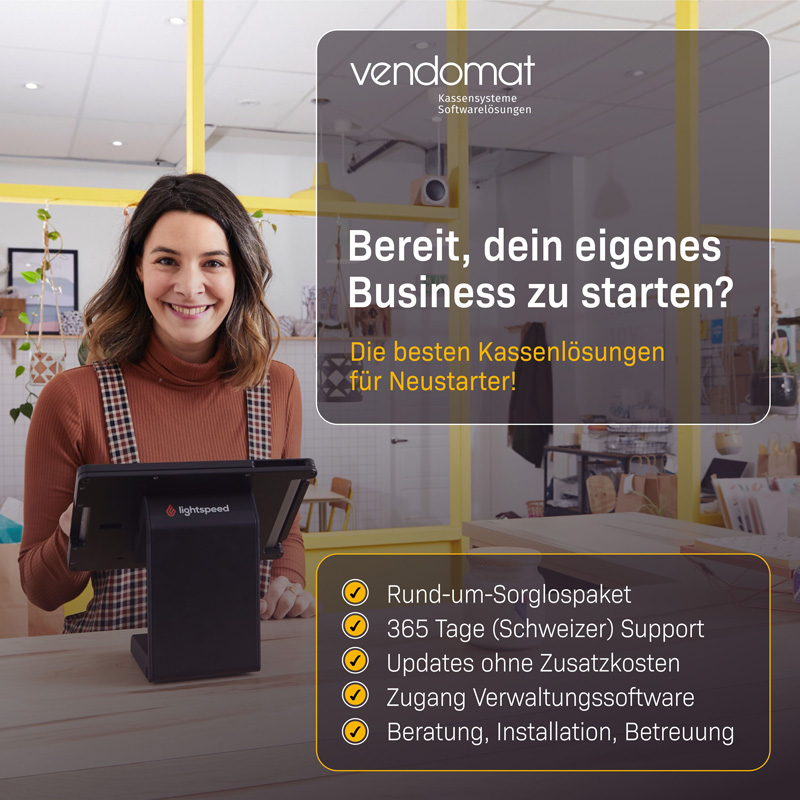 vendomat
Kassensysteme
Softwarelösungen
Bereit, dein eigenes
Business zu starten?
Die besten Kassenlösungen
für Neustarter!
lightspeed
Rund-um-Sorglospaket
365 Tage (Schweizer) Support
Updates ohne Zusatzkosten
Zugang Verwaltungssoftware
Beratung, Installation, Betreuung